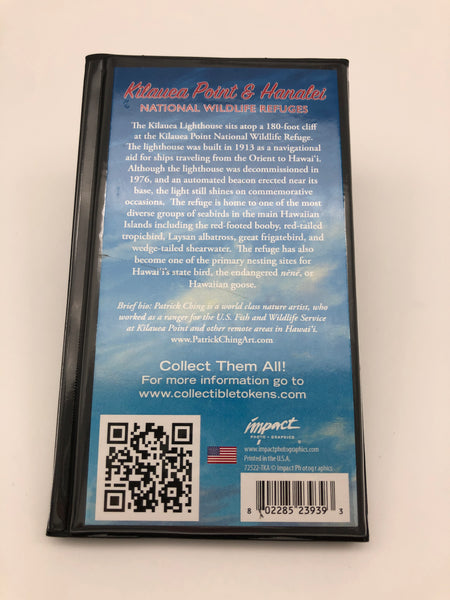 Kilauea Point & Hanalei
NATIONAL WILDLIFE REFUGES
The Kilauea Lighthouse sits atop a 180-foot cliff
at the Kilauea Point National Wildlife Refuge.
The lighthouse was built in 1913 as a navigational
aid for ships traveling from the Orient to Hawai'i.
Although the lighthouse was decommissioned in
1976, and an automated beacon erected near its
base, the light still shines on commemorative
occasions. The refuge is home to one of the most
diverse groups of seabirds in the main Hawaiian
Islands including the red-footed booby, red-tailed
tropicbird, Laysan albatross, great frigatebird, and
wedge-tailed shearwater. The refuge has also
become one of the primary nesting sites for
Hawai'i's state bird, the endangered nēnē, or
Hawaiian goose.
Brief bio: Patrick Ching is a world class nature artist, who
worked as a ranger for the U.S. Fish and Wildlife Service
at Kilauea Point and other remote areas in Hawai'i.
www.PatrickChingArt.com
Collect Them All!
For more information go to
www.collectibletokens.com
impact
PHOTO • GRAPHICS
www.impactphotographics.com
Printed in the U.S.A.
72522-TKA © Impact Photographics
8 02285 23939 3